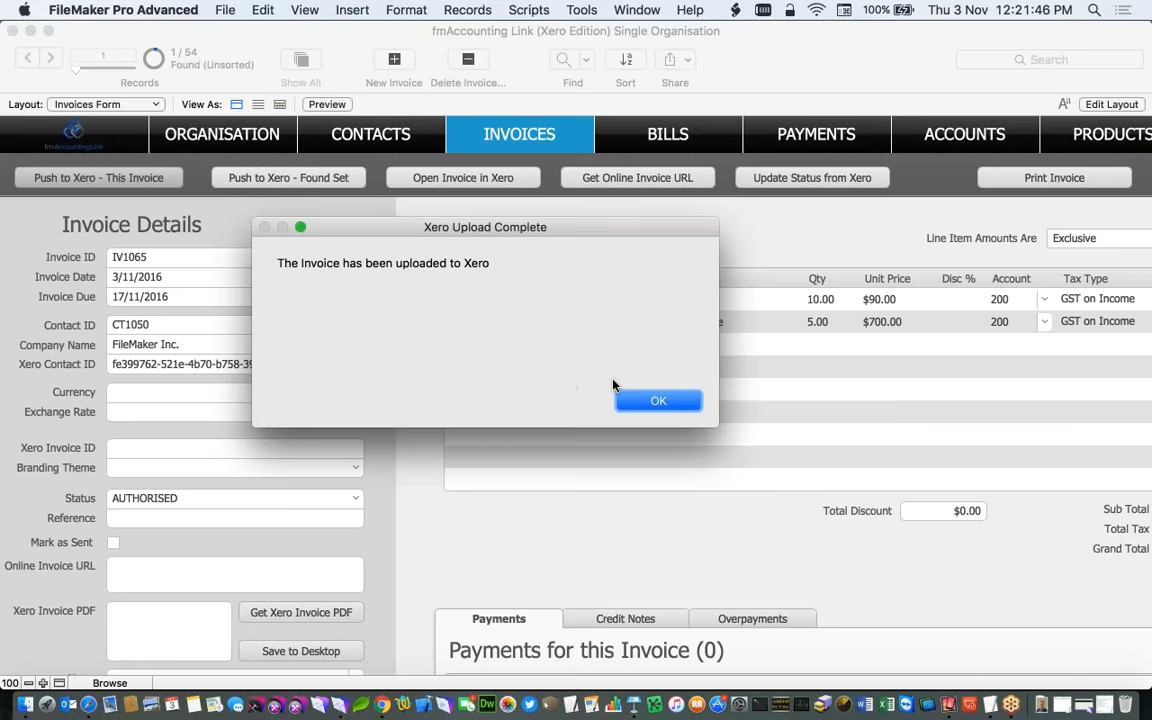 FileMaker Pro Advanced File Edit View Insert Format Records Scripts Tools Window Help 100% Thu 3 Nov 12:21:46 PM
fmAccounting Link (Xero Edition) Single Organisation
1 1 / 54 Found (Unsorted)
Records Show All New Invoice Delete Invoice... Find Sort Share Search
Layout: Invoices Form View As: Preview Edit Layout
fmAccountingLink ORGANISATION CONTACTS INVOICES BILLS PAYMENTS ACCOUNTS PRODUCTS
Push to Xero - This Invoice Push to Xero - Found Set Open Invoice in Xero Get Online Invoice URL Update Status from Xero Print Invoice
Invoice Details
Xero Upload Complete
Line Item Amounts Are Exclusive
Invoice ID IV1065
The Invoice has been uploaded to Xero
Invoice Date 3/11/2016
Qty Unit Price Disc % Account Tax Type
Invoice Due 17/11/2016
10.00 $90.00 200 GST on Income
Contact ID CT1050
e 5.00 $700.00 200 GST on Income
Company Name FileMaker Inc.
Xero Contact ID fe399762-521e-4b70-b758-39
Currency
OK
Exchange Rate
Xero Invoice ID
Branding Theme
Status AUTHORISED
Total Discount $0.00 Sub Total
Reference
Total Tax
Mark as Sent
Grand Total
Online Invoice URL
Xero Invoice PDF Get Xero Invoice PDF
Payments Credit Notes Overpayments
Save to Desktop
Payments for this Invoice (0)
100 Browse